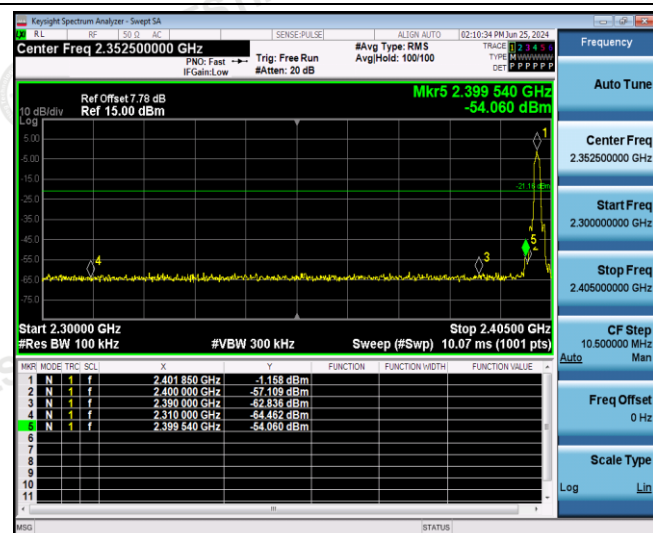 Keysight Spectrum Analyzer - Swept SA
RL RF 50 Ω AC SENSE:PULSE ALIGN AUTO 02:10:34 PM Jun 25, 2024
Center Freq 2.352500000 GHz
PNO: Fast
IFGain:Low
Trig: Free Run
#Atten: 20 dB
#Avg Type: RMS
Avg|Hold: 100/100
TRACE 1 2 3 4 5 6
TYPE M W W W W W
DET P P P P P P
Mkr5 2.399 540 GHz
-54.060 dBm
Ref Offset 7.78 dB
10 dB/div Ref 15.00 dBm
Log
5.00
-5.00
-15.0
-25.0
-35.0
-45.0
-55.0
-65.0
-75.0
-21.16 dBm
1
5
2
3
4
Start 2.30000 GHz Stop 2.40500 GHz
#Res BW 100 kHz #VBW 300 kHz Sweep (#Swp) 10.07 ms (1001 pts)
MKR MODE TRC SCL X Y FUNCTION FUNCTION WIDTH FUNCTION VALUE
1 N 1 f 2.401 850 GHz -1.158 dBm
2 N 1 f 2.400 000 GHz -57.109 dBm
3 N 1 f 2.390 000 GHz -62.836 dBm
4 N 1 f 2.310 000 GHz -64.462 dBm
5 N 1 f 2.399 540 GHz -54.060 dBm
6
7
8
9
10
11
MSG STATUS
Frequency
Auto Tune
Center Freq
2.352500000 GHz
Start Freq
2.300000000 GHz
Stop Freq
2.405000000 GHz
CF Step
10.500000 MHz
Auto Man
Freq Offset
0 Hz
Scale Type
Log Lin